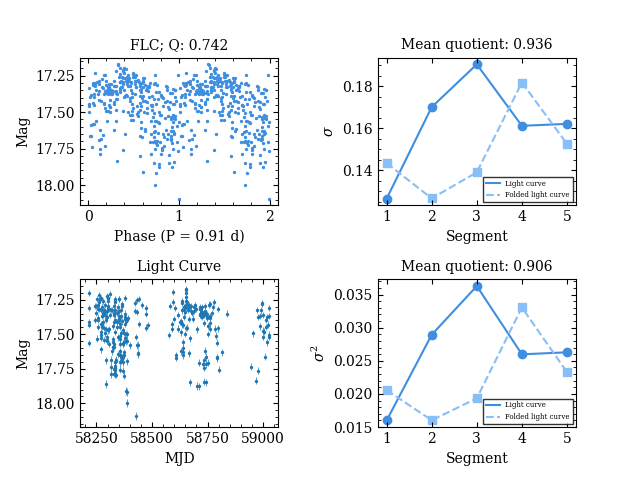 FLC; Q: 0.742
Mag
17.25
17.50
17.75
18.00
0
1
2
Phase (P = 0.91 d)
Mean quotient: 0.936
σ
0.18
0.16
0.14
Light curve
Folded light curve
1
2
3
4
5
Segment
Light Curve
Mag
17.25
17.50
17.75
18.00
58250
58500
58750
59000
MJD
Mean quotient: 0.906
σ²
0.035
0.030
0.025
0.020
0.015
Light curve
Folded light curve
1
2
3
4
5
Segment